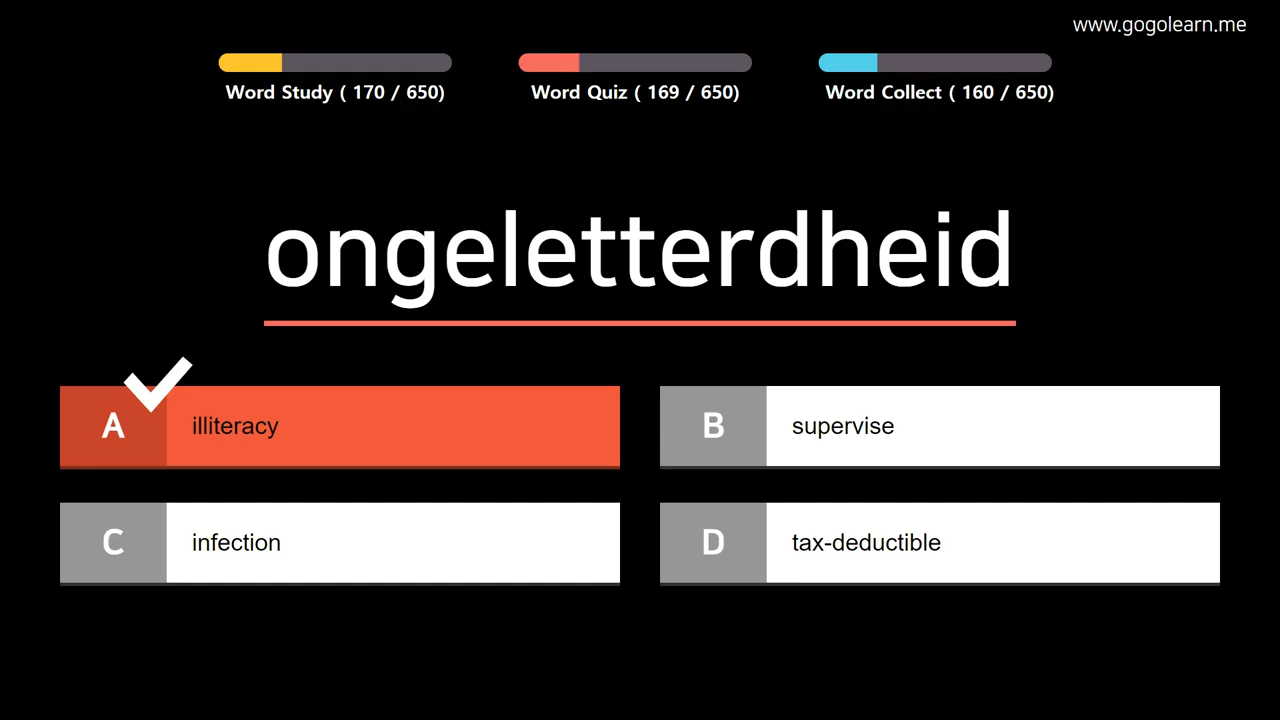 www.gogolearn.me
Word Study ( 170 / 650)
Word Quiz ( 169 / 650)
Word Collect ( 160 / 650)
ongeletterdheid
A illiteracy
B supervise
C infection
D tax-deductible